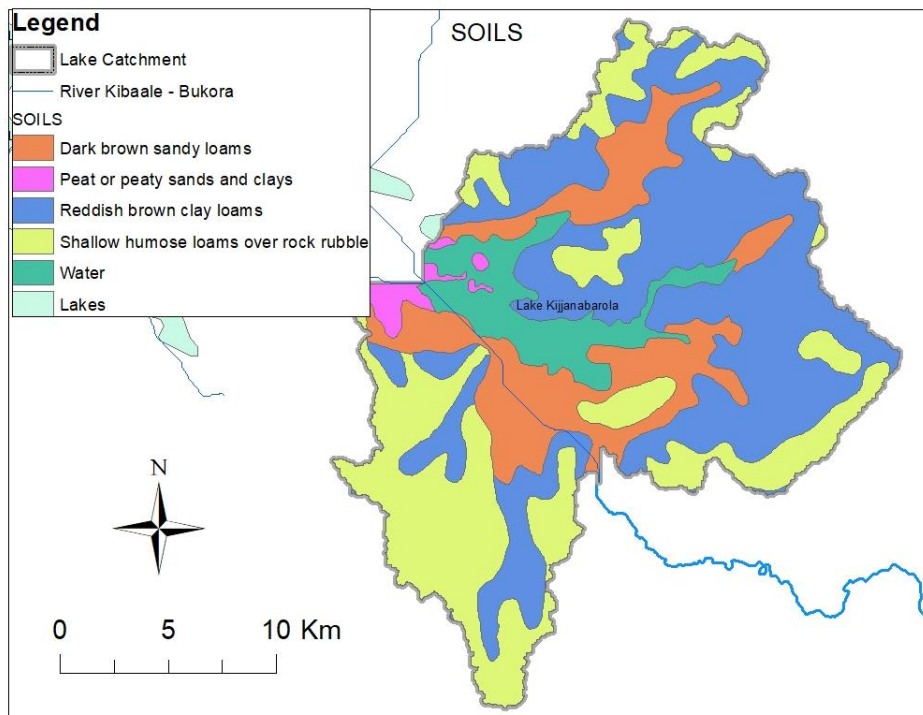 Legend
Lake Catchment
River Kibaale - Bukora
SOILS
Dark brown sandy loams
Peat or peaty sands and clays
Reddish brown clay loams
Shallow humose loams over rock rubble
Water
Lakes
SOILS
Lake Kijjanabarola
N
0 5 10 Km